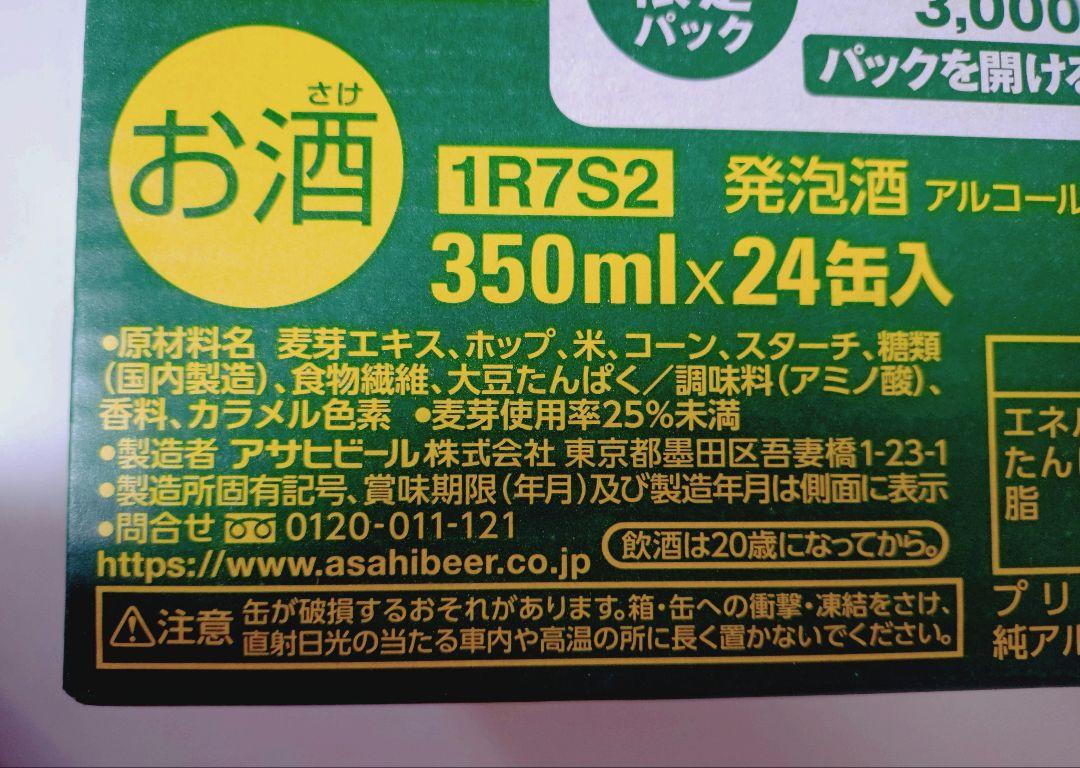 パック
3,000
パックを開ける
さけ
お酒
1R7S2 発泡酒 アルコール
350ml×24缶入
●原材料名 麦芽エキス、ホップ、米、コーン、スターチ、糖類
(国内製造)、食物繊維、大豆たんぱく／調味料(アミノ酸)、
香料、カラメル色素 ●麦芽使用率25%未満
●製造者 アサヒビール株式会社 東京都墨田区吾妻橋1-23-1
●製造所固有記号、賞味期限(年月)及び製造年月は側面に表示
●問合せ 0120-011-121
https://www.asahibeer.co.jp
飲酒は20歳になってから。
注意 缶が破損するおそれがあります。箱・缶への衝撃・凍結をさけ、
直射日光の当たる車内や高温の所に長く置かないでください。
エネル
たん
脂
プリ
純アル